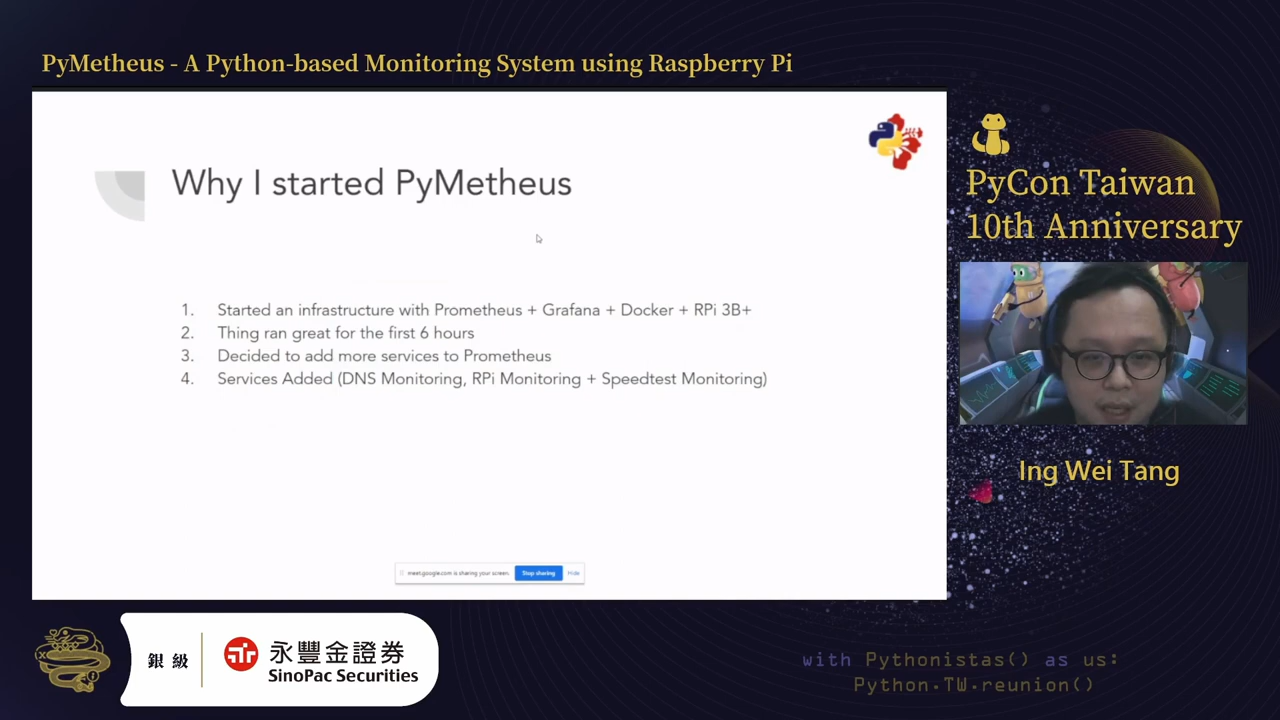 PyMetheus - A Python-based Monitoring System using Raspberry Pi
Why I started PyMetheus
1. Started an infrastructure with Prometheus + Grafana + Docker + RPi 3B+
2. Thing ran great for the first 6 hours
3. Decided to add more services to Prometheus
4. Services Added (DNS Monitoring, RPi Monitoring + Speedtest Monitoring)
meet.google.com is sharing your screen. Stop sharing Hide
PyCon Taiwan
10th Anniversary
Ing Wei Tang
銀級
永豐金證券
SinoPac Securities
with Pythonistas() as us:
Python.TW.reunion()